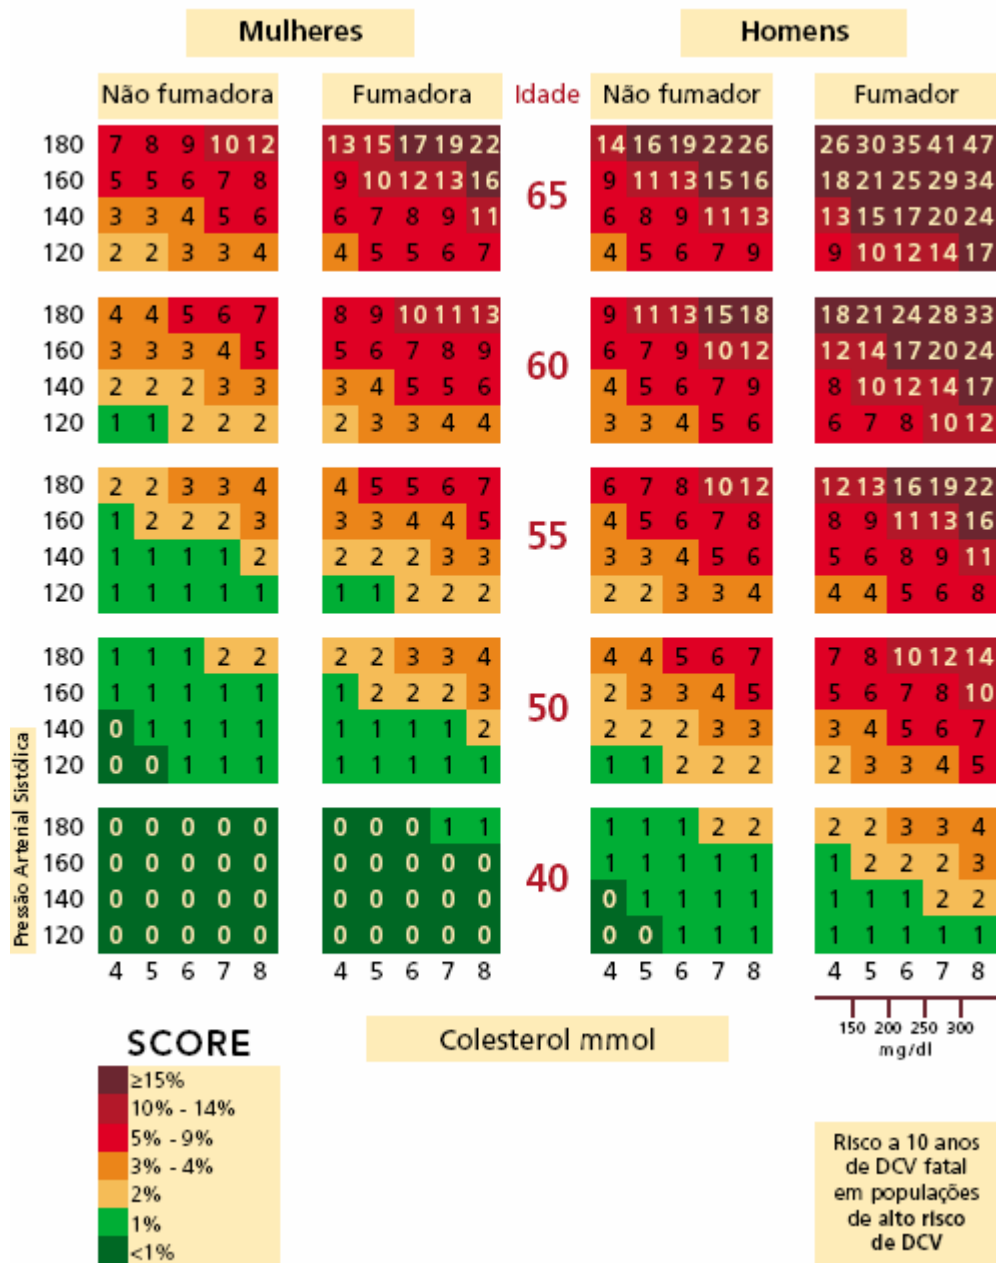 Mulheres Homens
Não fumadora Fumadora Idade Não fumador Fumador
180 7 8 9 10 12 13 15 17 19 22 14 16 19 22 26 26 30 35 41 47
160 5 5 6 7 8 9 10 12 13 16 9 11 13 15 16 18 21 25 29 34
65
140 3 3 4 5 6 6 7 8 9 11 6 8 9 11 13 13 15 17 20 24
120 2 2 3 3 4 4 5 5 6 7 4 5 6 7 9 9 10 12 14 17
180 4 4 5 6 7 8 9 10 11 13 9 11 13 15 18 18 21 24 28 33
160 3 3 3 4 5 5 6 7 8 9 6 7 9 10 12 12 14 17 20 24
60
140 2 2 2 3 3 3 4 5 5 6 4 5 6 7 9 8 10 12 14 17
120 1 1 2 2 2 2 3 3 4 4 3 3 4 5 6 6 7 8 10 12
180 2 2 3 3 4 4 5 5 6 7 6 7 8 10 12 12 13 16 19 22
160 1 2 2 2 3 3 3 4 4 5 4 5 6 7 8 8 9 11 13 16
55
140 1 1 1 1 2 2 2 2 3 3 3 3 4 5 6 5 6 8 9 11
120 1 1 1 1 1 1 1 2 2 2 2 2 3 3 4 4 4 5 6 8
180 1 1 1 2 2 2 2 3 3 4 4 4 5 6 7 7 8 10 12 14
160 1 1 1 1 1 1 2 2 2 3 2 3 3 4 5 5 6 7 8 10
50
140 0 1 1 1 1 1 1 1 1 2 2 2 2 3 3 3 4 5 6 7
120 0 0 1 1 1 1 1 1 1 1 1 1 2 2 2 2 3 3 4 5
180 0 0 0 0 0 0 0 0 1 1 1 1 1 2 2 2 2 3 3 4
160 0 0 0 0 0 0 0 0 0 0 1 1 1 1 1 1 2 2 2 3
40
140 0 0 0 0 0 0 0 0 0 0 0 1 1 1 1 1 1 1 2 2
120 0 0 0 0 0 0 0 0 0 0 0 0 1 1 1 1 1 1 1 1
Pressão Arterial Sistólica
4 5 6 7 8 4 5 6 7 8 4 5 6 7 8 4 5 6 7 8
150 200 250 300
mg/dl
Colesterol mmol
SCORE
≥15%
10% - 14%
5% - 9%
3% - 4%
2%
1%
<1%
Risco a 10 anos
de DCV fatal
em populações
de alto risco
de DCV